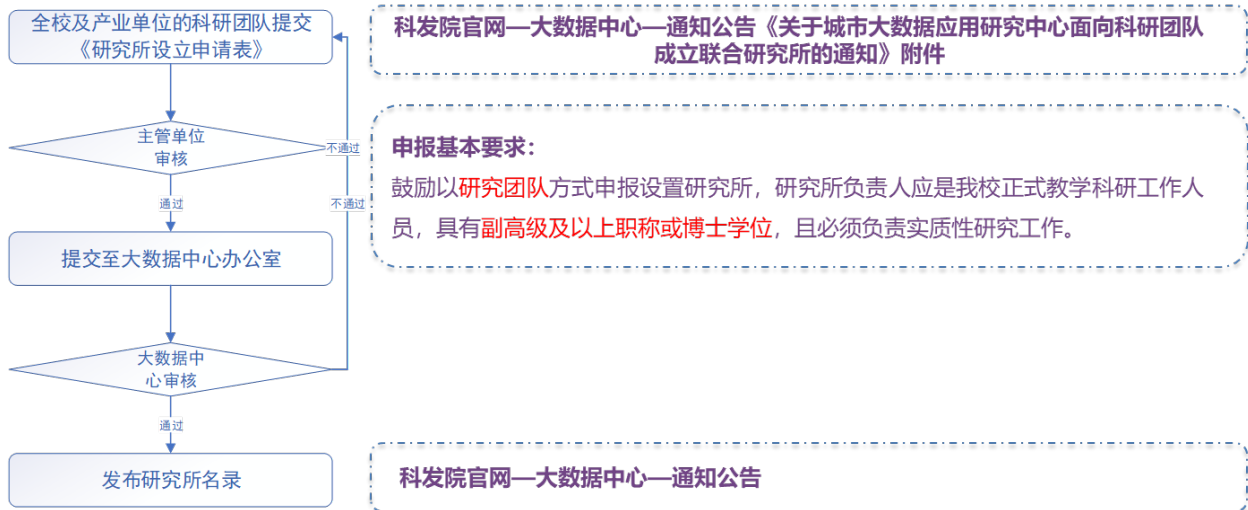 全校及产业单位的科研团队提交
《研究所设立申请表》
科发院官网—大数据中心—通知公告《关于城市大数据应用研究中心面向科研团队
成立联合研究所的通知》附件
主管单位
审核
不通过
申报基本要求：
鼓励以研究团队方式申报设置研究所，研究所负责人应是我校正式教学科研工作人
员，具有副高级及以上职称或博士学位，且必须负责实质性研究工作。
通过
不通过
提交至大数据中心办公室
大数据中
心审核
通过
发布研究所名录
科发院官网—大数据中心—通知公告